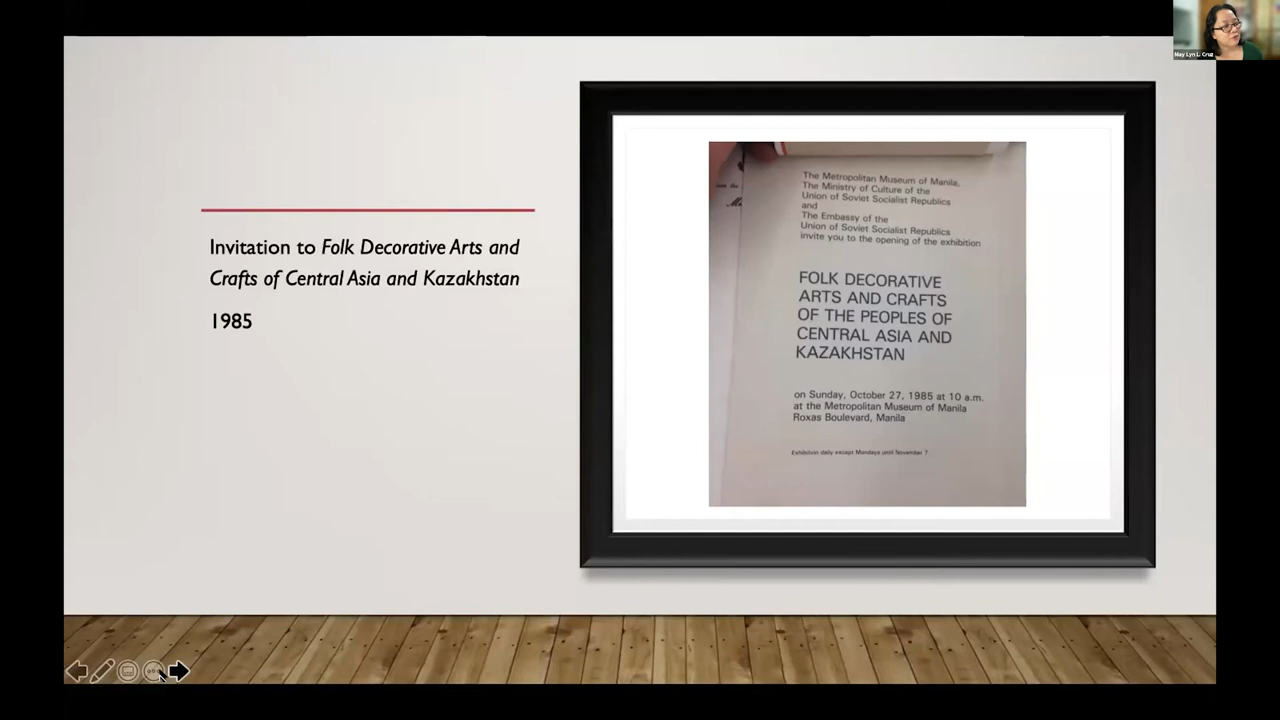 May Lyn L. Cruz
Invitation to Folk Decorative Arts and
Crafts of Central Asia and Kazakhstan
1985
The Metropolitan Museum of Manila,
The Ministry of Culture of the
Union of Soviet Socialist Republics
and
The Embassy of the
Union of Soviet Socialist Republics
invite you to the opening of the exhibition
FOLK DECORATIVE
ARTS AND CRAFTS
OF THE PEOPLES OF
CENTRAL ASIA AND
KAZAKHSTAN
on Sunday, October 27, 1985 at 10 a.m.
at the Metropolitan Museum of Manila
Roxas Boulevard, Manila
daily except Mondays until November 7